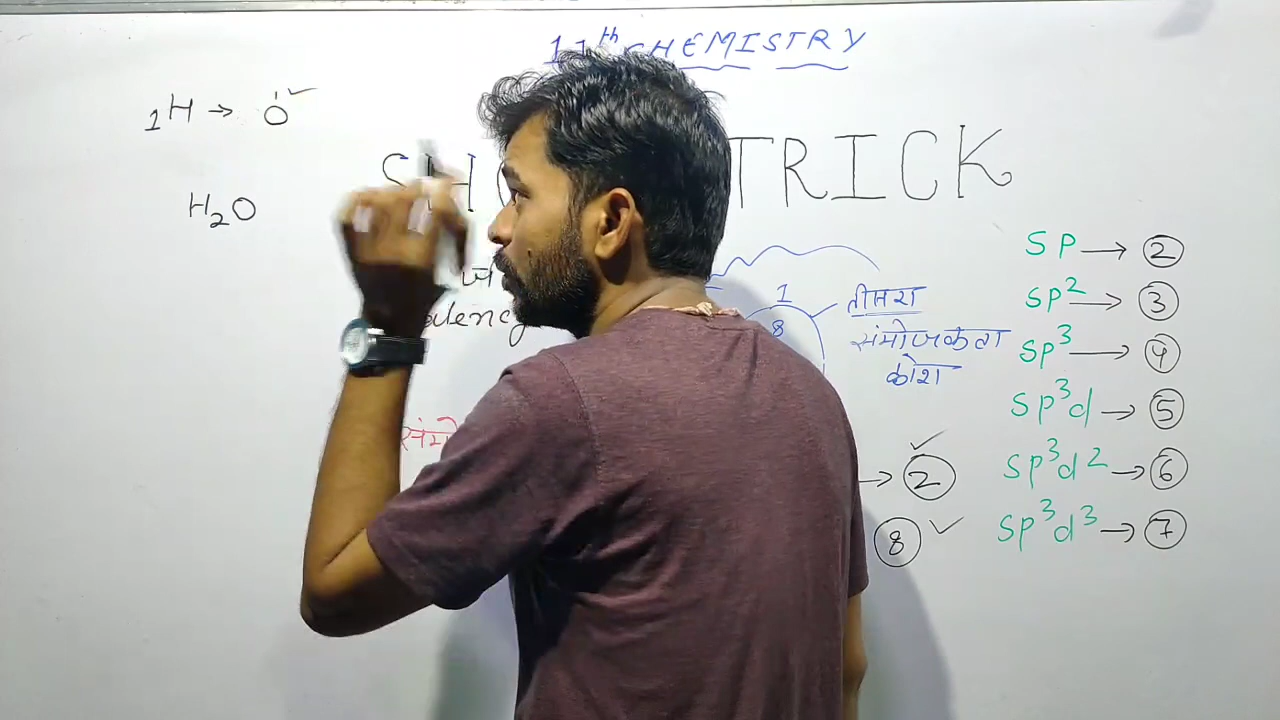 11th CHEMISTRY
1H → O ✓
TRICK
H2O
SP → 2
SP2 → 3
SP3 → 4
SP3d → 5
SP3d2 → 6
SP3d3 → 7
1
8
तीसरा
संयोजकता
कोश
→ 2 ✓
8 ✓